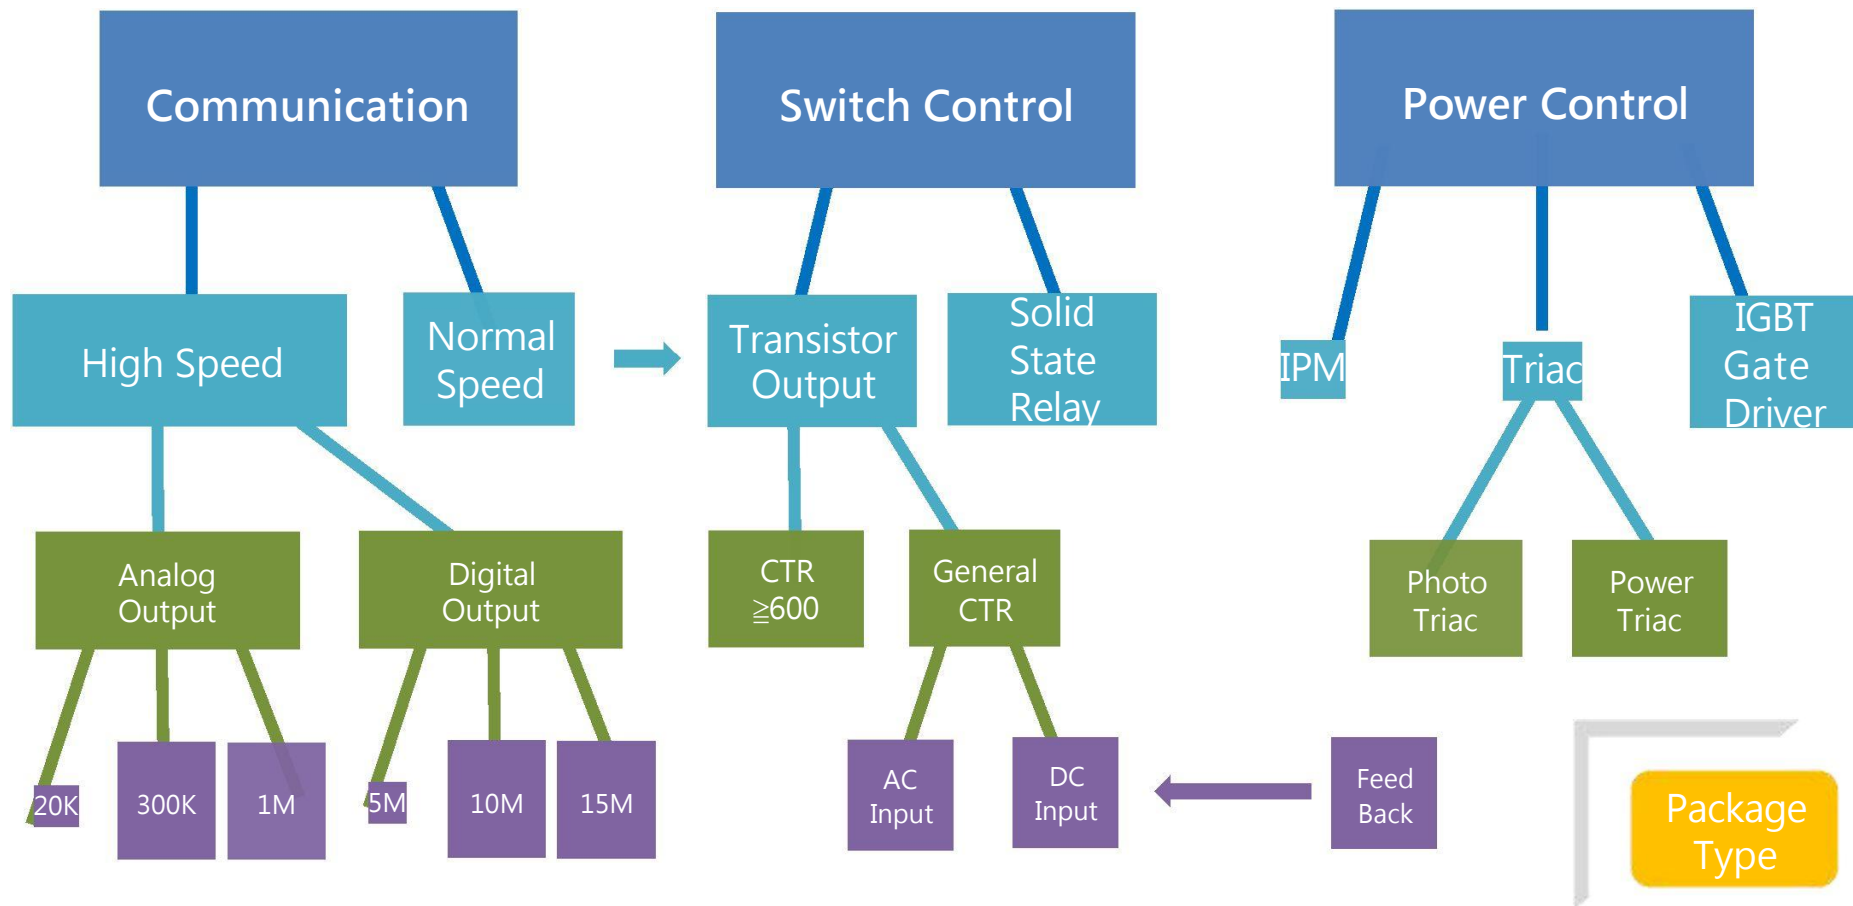 Communication
Switch Control
Power Control
High Speed
Normal
Speed
Transistor
Output
Solid
State
Relay
IPM
Triac
IGBT
Gate
Driver
Analog
Output
Digital
Output
CTR
≧600
General
CTR
Photo
Triac
Power
Triac
20K
300K
1M
5M
10M
15M
AC
Input
DC
Input
Feed
Back
Package
Type